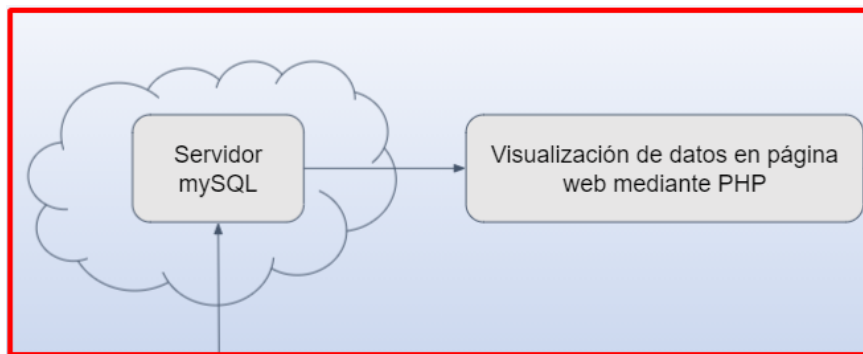 Servidor
mySQL
Visualización de datos en página
web mediante PHP